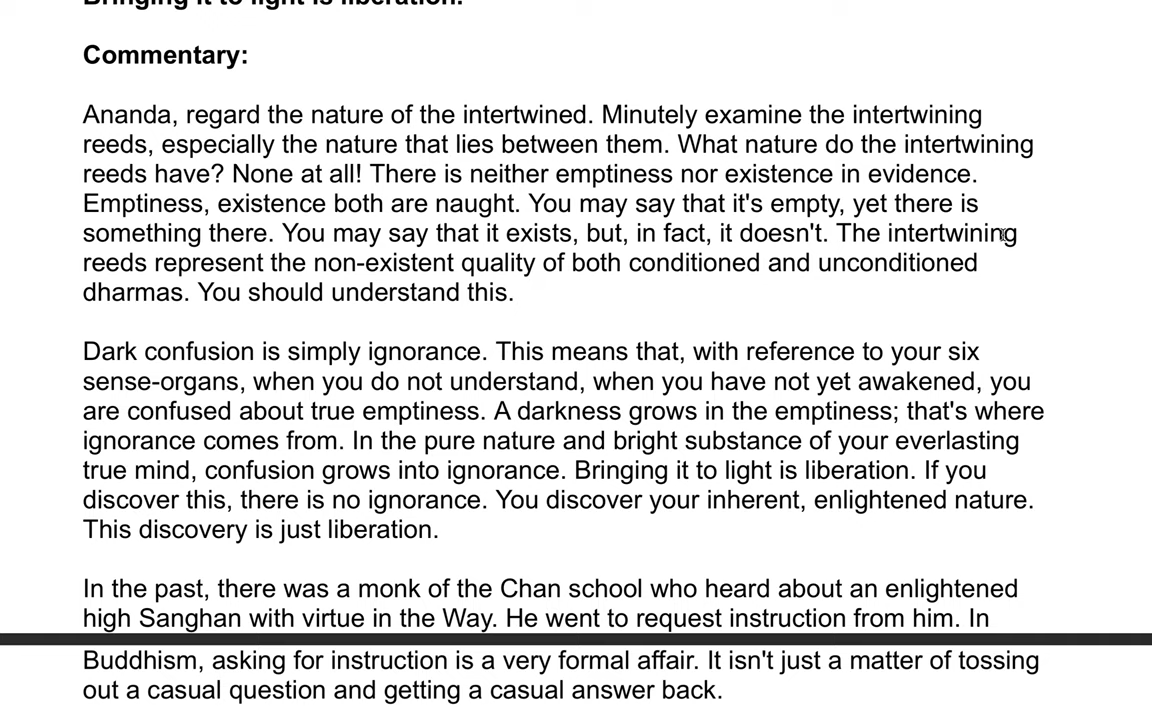 Bringing it to light is liberation.
Commentary:
Ananda, regard the nature of the intertwined. Minutely examine the intertwining
reeds, especially the nature that lies between them. What nature do the intertwining
reeds have? None at all! There is neither emptiness nor existence in evidence.
Emptiness, existence both are naught. You may say that it's empty, yet there is
something there. You may say that it exists, but, in fact, it doesn't. The intertwining
reeds represent the non-existent quality of both conditioned and unconditioned
dharmas. You should understand this.
Dark confusion is simply ignorance. This means that, with reference to your six
sense-organs, when you do not understand, when you have not yet awakened, you
are confused about true emptiness. A darkness grows in the emptiness; that's where
ignorance comes from. In the pure nature and bright substance of your everlasting
true mind, confusion grows into ignorance. Bringing it to light is liberation. If you
discover this, there is no ignorance. You discover your inherent, enlightened nature.
This discovery is just liberation.
In the past, there was a monk of the Chan school who heard about an enlightened
high Sanghan with virtue in the Way. He went to request instruction from him. In
Buddhism, asking for instruction is a very formal affair. It isn't just a matter of tossing
out a casual question and getting a casual answer back.